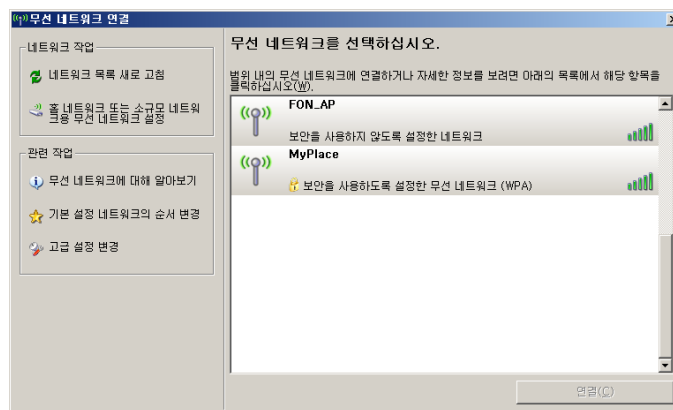 무선 네트워크 연결
네트워크 작업
네트워크 목록 새로 고침
홈 네트워크 또는 소규모 네트워
크용 무선 네트워크 설정
관련 작업
무선 네트워크에 대해 알아보기
기본 설정 네트워크의 순서 변경
고급 설정 변경
무선 네트워크를 선택하십시오.
범위 내의 무선 네트워크에 연결하거나 자세한 정보를 보려면 아래의 목록에서 해당 항목을
클릭하십시오(W).
FON_AP
보안을 사용하지 않도록 설정한 네트워크
MyPlace
보안을 사용하도록 설정한 무선 네트워크 (WPA)
연결(C)